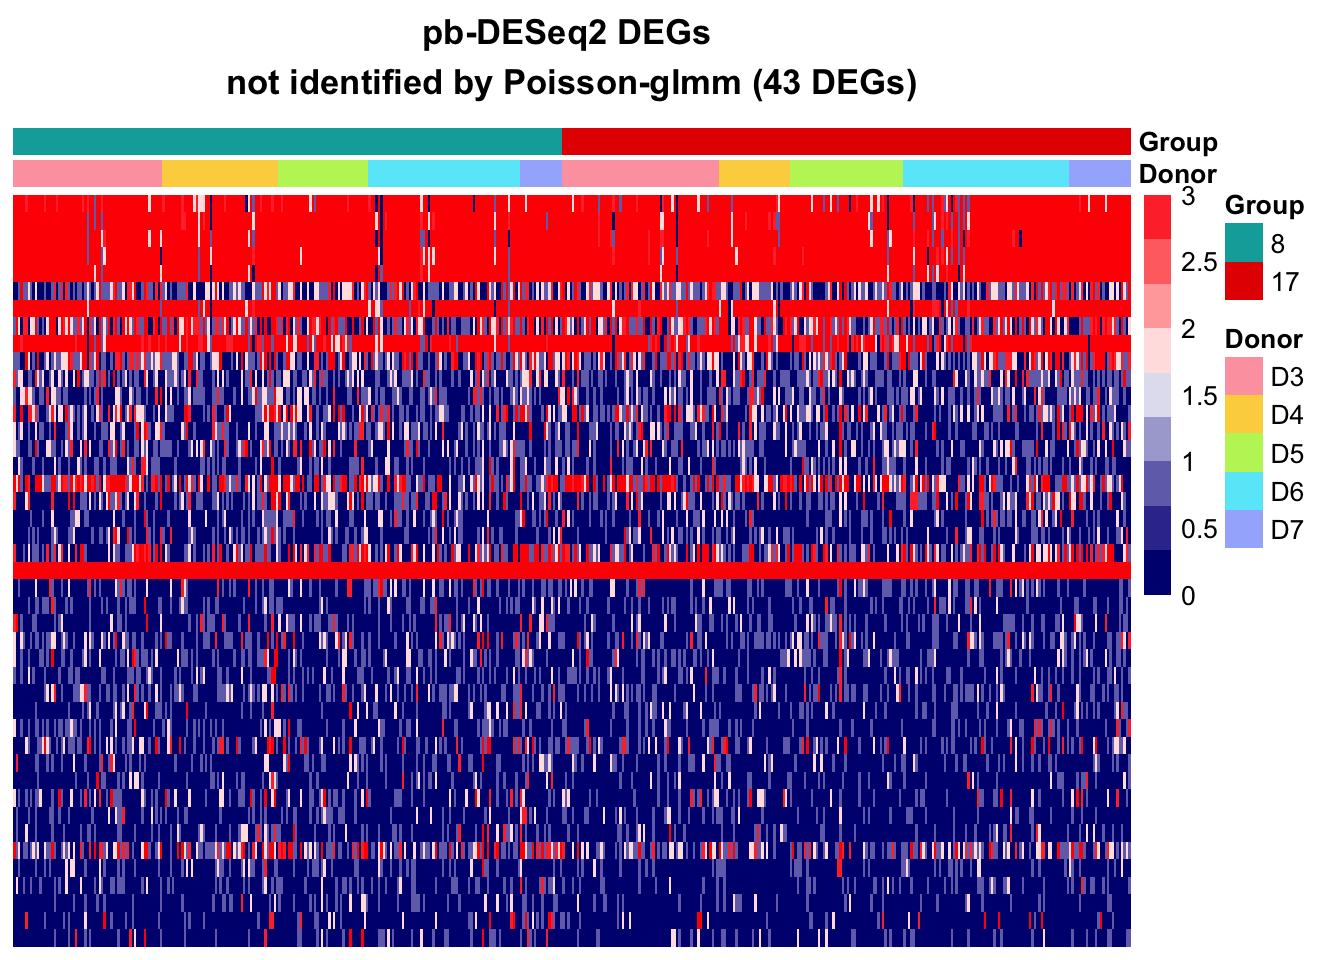 pb-DESeq2 DEGs
not identified by Poisson-glmm (43 DEGs)
Group
Donor
3
2.5
2
1.5
1
0.5
0
Group
8
17
Donor
D3
D4
D5
D6
D7